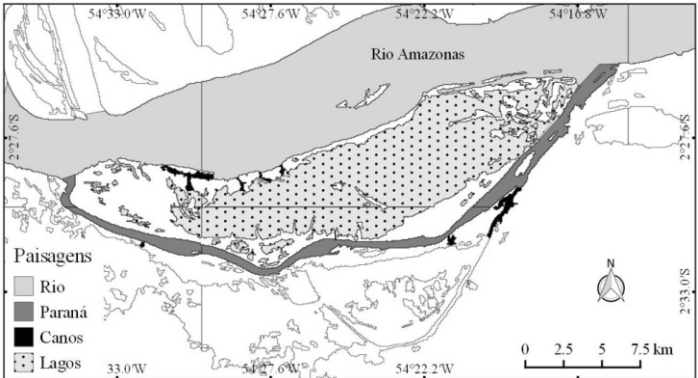 54°33.0'W 54°27.6'W 54°22.2'W 54°16.8'W
Rio Amazonas
2°27.6'S 2°27.6'S
Paisagens
Rio
Paraná
Canos
Lagos
N
2°33.0'S
0 2.5 5 7.5 km
33.0'W 54°27.6'W 54°22.2'W